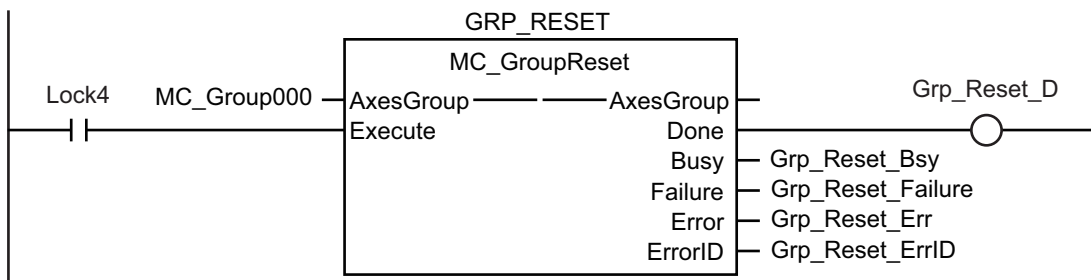 GRP_RESET
MC_GroupReset
Lock4 MC_Group000 AxesGroup AxesGroup Grp_Reset_D
Execute Done
Busy Grp_Reset_Bsy
Failure Grp_Reset_Failure
Error Grp_Reset_Err
ErrorID Grp_Reset_ErrID